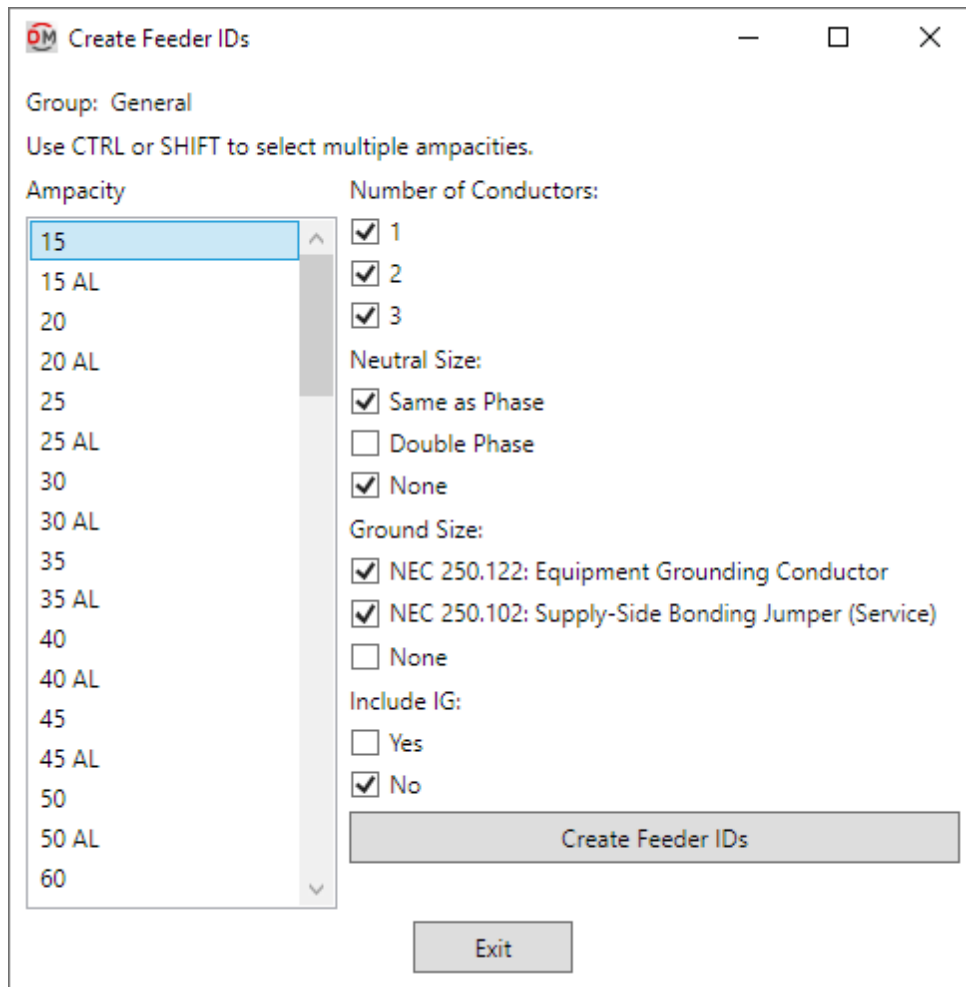 DM Create Feeder IDs
Group: General
Use CTRL or SHIFT to select multiple ampacities.
Ampacity
15
15 AL
20
20 AL
25
25 AL
30
30 AL
35
35 AL
40
40 AL
45
45 AL
50
50 AL
60
Number of Conductors:
1
2
3
Neutral Size:
Same as Phase
Double Phase
None
Ground Size:
NEC 250.122: Equipment Grounding Conductor
NEC 250.102: Supply-Side Bonding Jumper (Service)
None
Include IG:
Yes
No
Create Feeder IDs
Exit